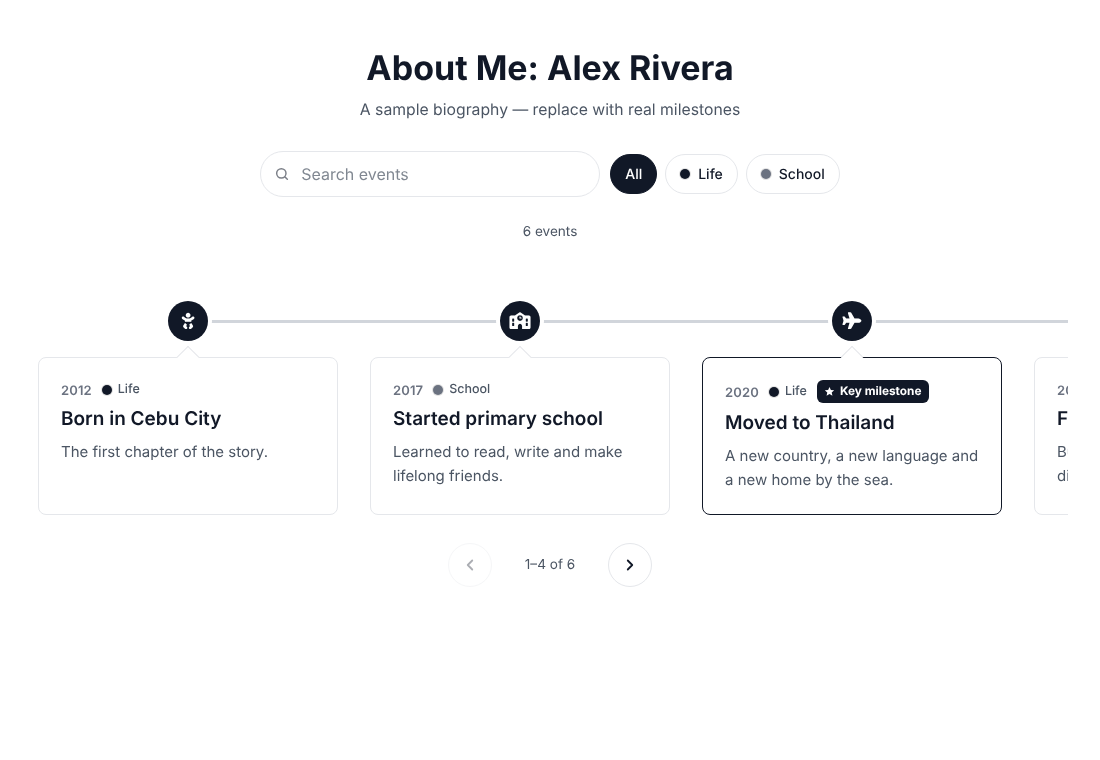 About Me: Alex Rivera
A sample biography — replace with real milestones
Search events
All
Life
School
6 events
2012 Life
Born in Cebu City
The first chapter of the story.
2017 School
Started primary school
Learned to read, write and make
lifelong friends.
2020 Life Key milestone
Moved to Thailand
A new country, a new language and
a new home by the sea.
1–4 of 6